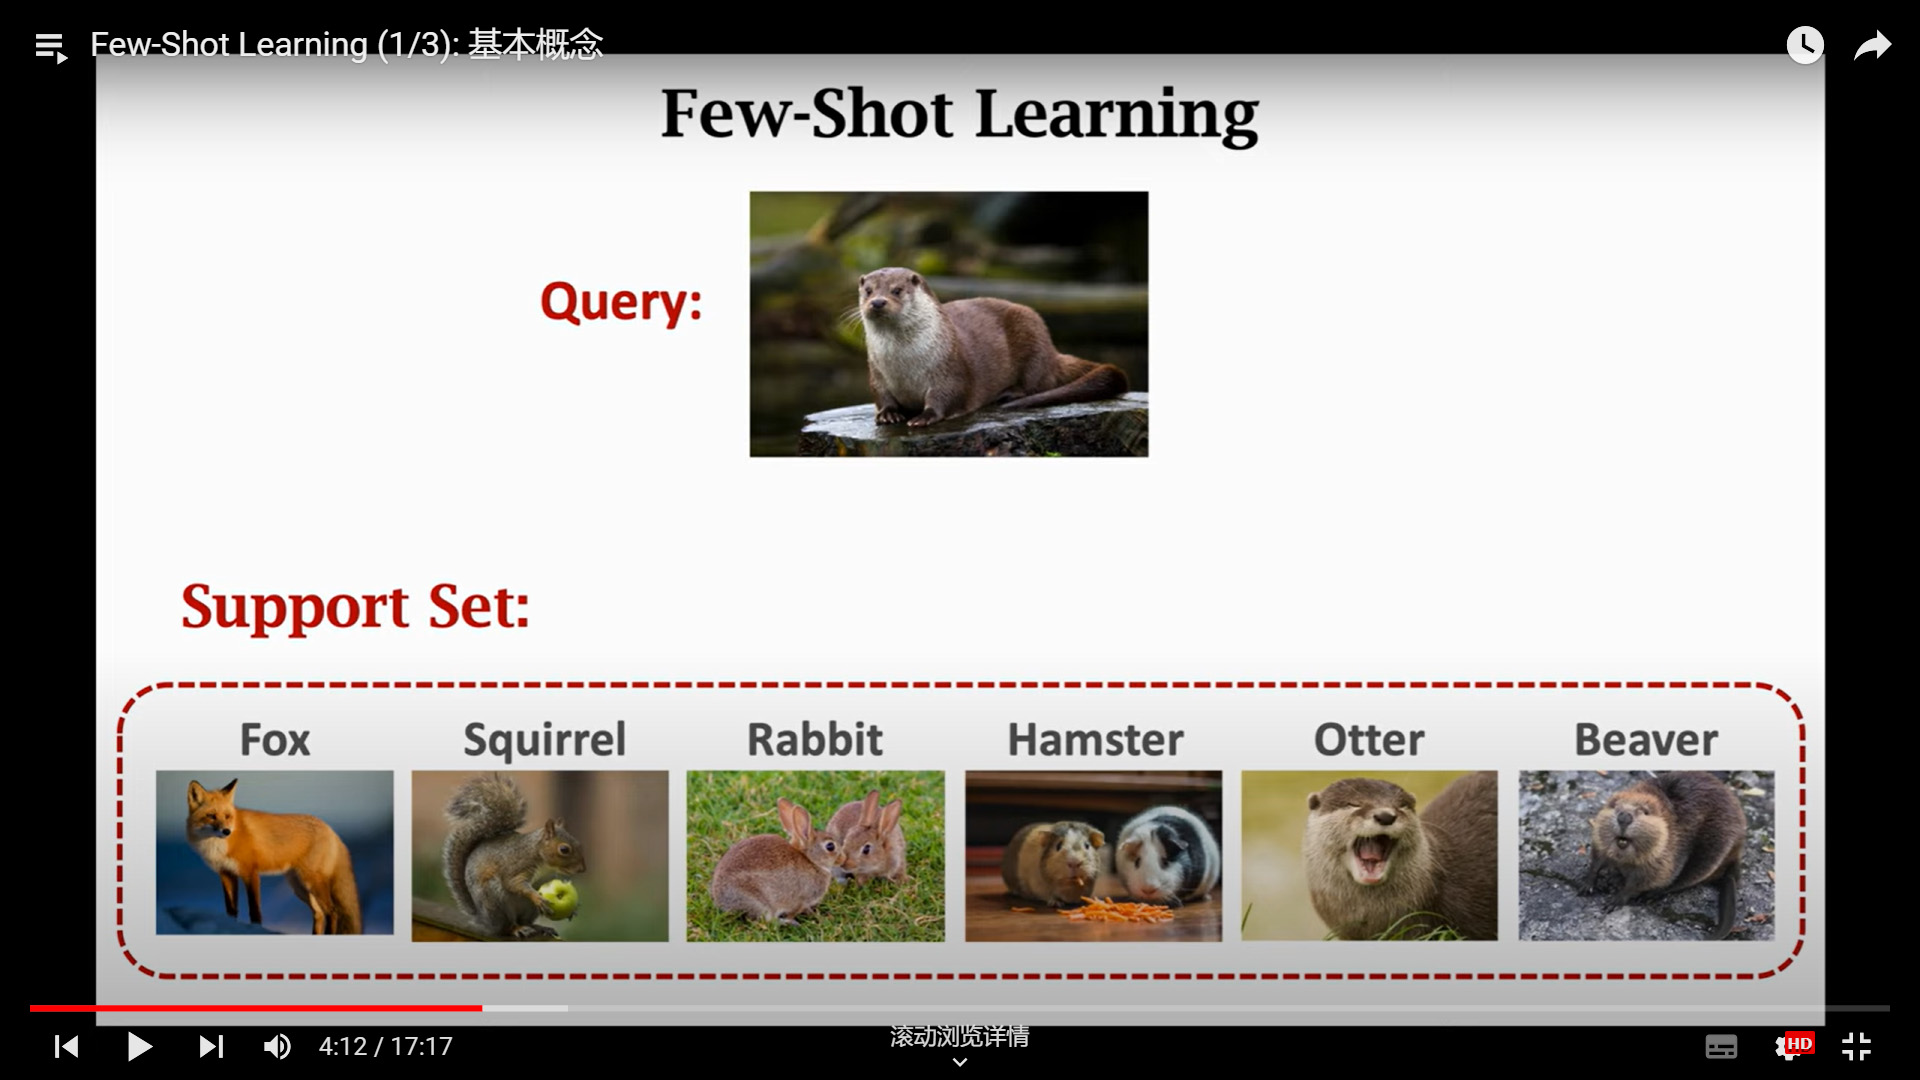 Few-Shot Learning (1/3): 基本概念
Few-Shot Learning
Query:
Support Set:
Fox Squirrel Rabbit Hamster Otter Beaver
4:12 / 17:17
滚动浏览详情
HD